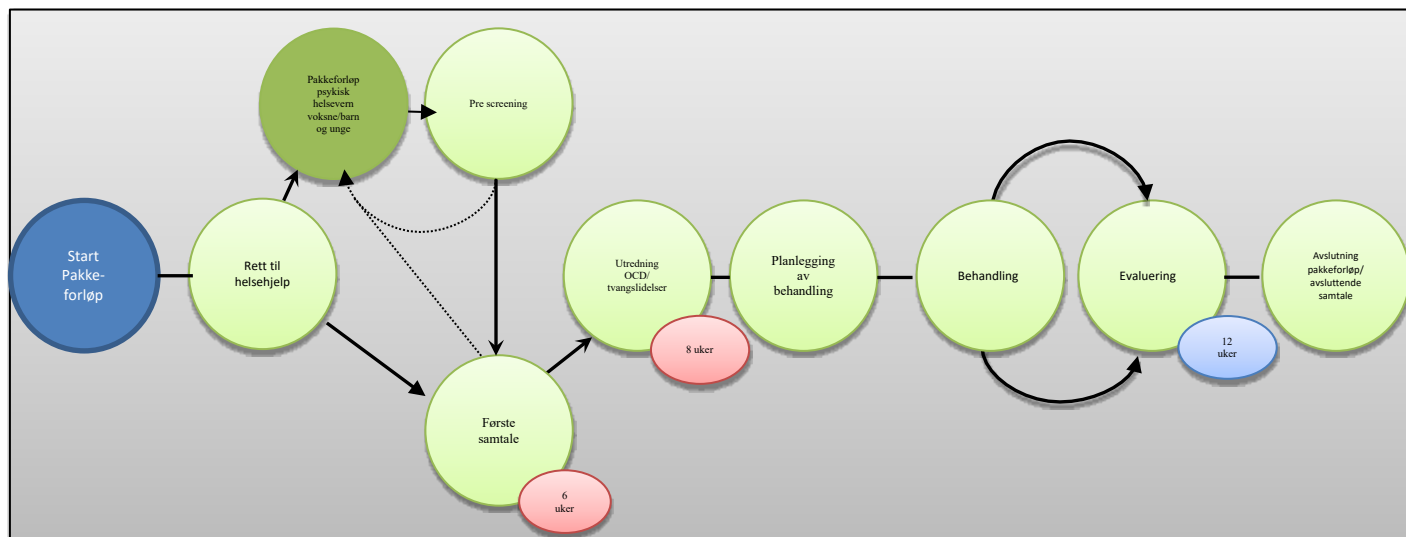 Start
Pakke-
forløp
Rett til
helsehjelp
Pakkeforløp
psykisk
helsevern
voksne/barn
og unge
Pre screening
Første
samtale
6
uker
Utredning
OCD/
tvangslidelser
8 uker
Planlegging
av
behandling
Behandling
Evaluering
12
uker
Avslutning
pakkeforløp/
avsluttende
samtale